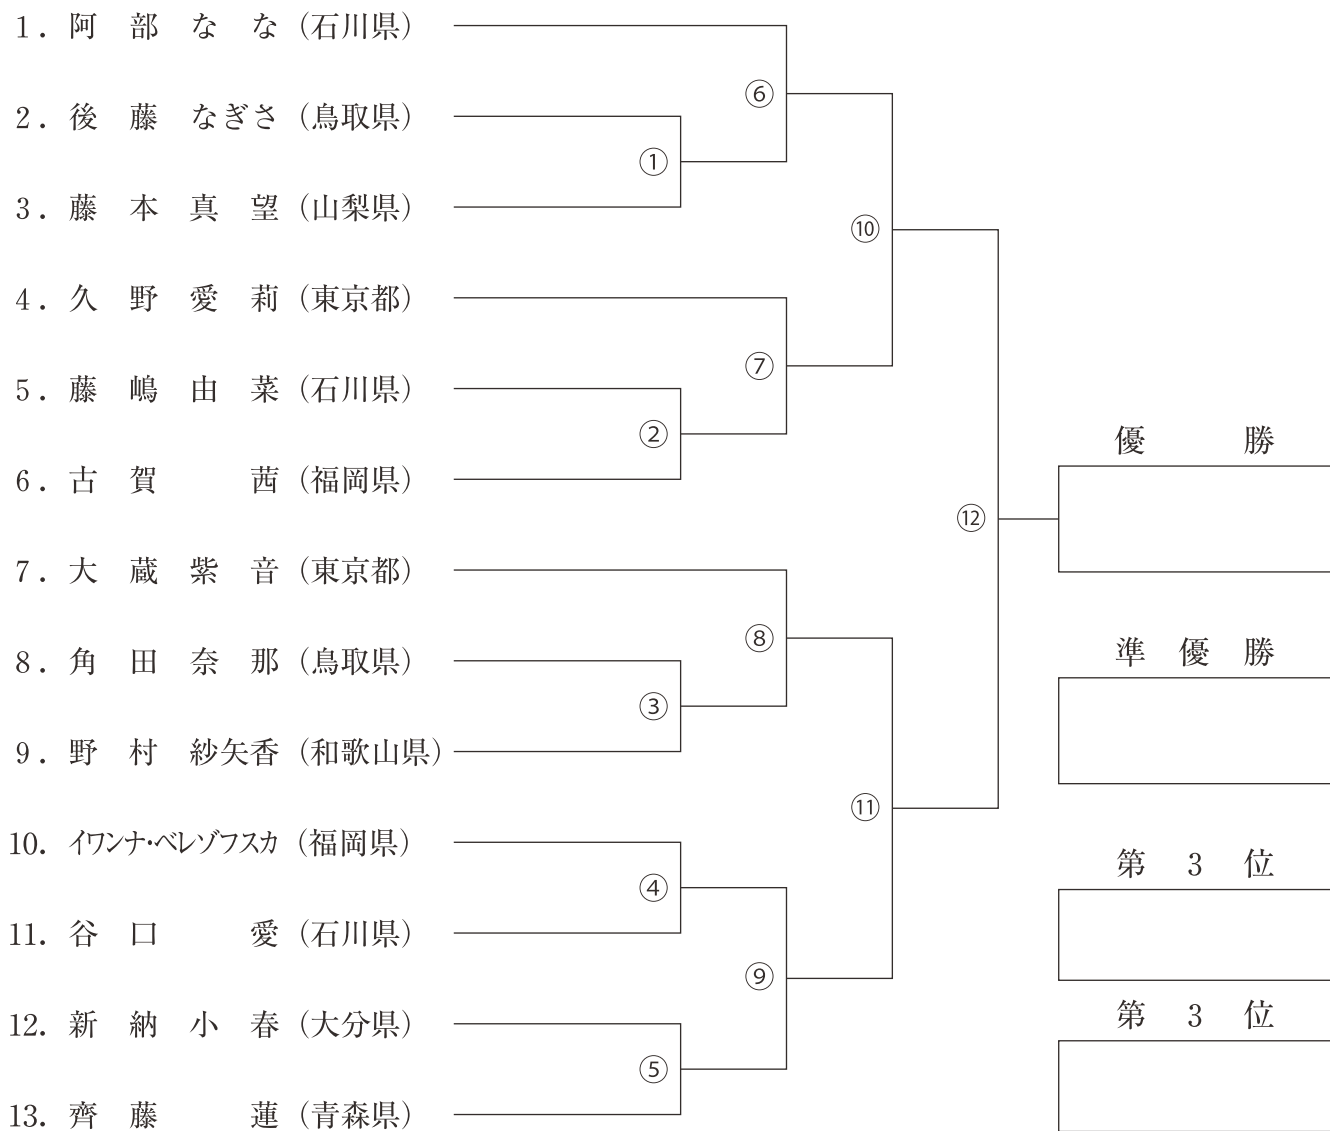 1. 阿部なな (石川県)
⑥
2. 後藤なぎさ (鳥取県)
①
3. 藤本真望 (山梨県)
⑩
4. 久野愛莉 (東京都)
⑦
5. 藤嶋由菜 (石川県)
②
6. 古賀茜 (福岡県)
7. 大蔵紫音 (東京都)
⑧
8. 角田奈那 (鳥取県)
③
9. 野村紗矢香 (和歌山県)
⑪
10. イワンナ・ベレゾフスカ (福岡県)
④
11. 谷口愛 (石川県)
⑨
12. 新納小春 (大分県)
⑤
13. 齊藤蓮 (青森県)
⑫
優勝
準優勝
第3位
第3位